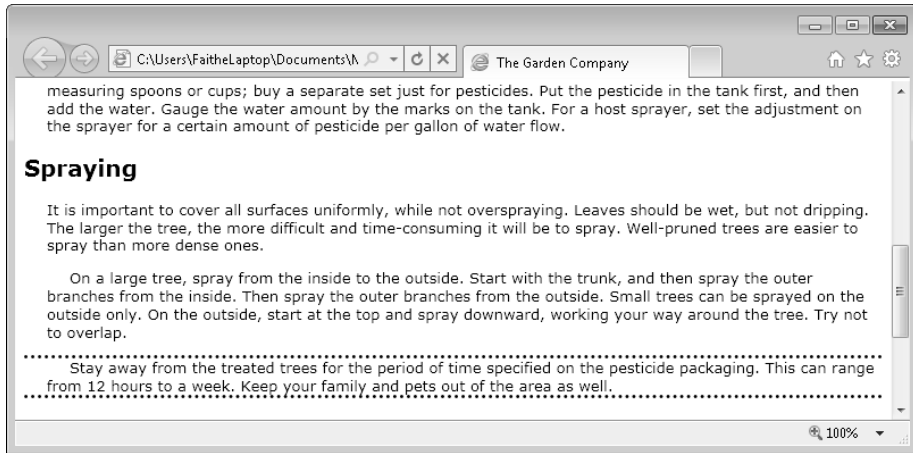 C:\Users\FaitheLaptop\Documents\N
The Garden Company
measuring spoons or cups; buy a separate set just for pesticides. Put the pesticide in the tank first, and then
add the water. Gauge the water amount by the marks on the tank. For a host sprayer, set the adjustment on
the sprayer for a certain amount of pesticide per gallon of water flow.
Spraying
It is important to cover all surfaces uniformly, while not overspraying. Leaves should be wet, but not dripping.
The larger the tree, the more difficult and time-consuming it will be to spray. Well-pruned trees are easier to
spray than more dense ones.
On a large tree, spray from the inside to the outside. Start with the trunk, and then spray the outer
branches from the inside. Then spray the outer branches from the outside. Small trees can be sprayed on the
outside only. On the outside, start at the top and spray downward, working your way around the tree. Try not
to overlap.
Stay away from the treated trees for the period of time specified on the pesticide packaging. This can range
from 12 hours to a week. Keep your family and pets out of the area as well.
100%